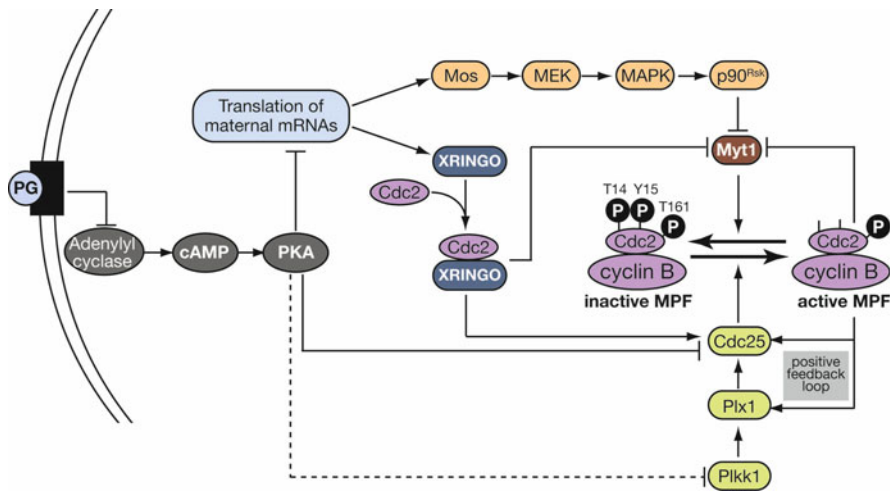 Mos
MEK
MAPK
p90Rsk
Translation of
maternal mRNAs
XRINGO
Myt1
PG
Cdc2
T14 Y15
T161
P
P
P
P
Adenylyl
cyclase
cAMP
PKA
Cdc2
XRINGO
Cdc2
cyclin B
inactive MPF
Cdc2
cyclin B
active MPF
Cdc25
positive
feedback
loop
Plx1
Plkk1